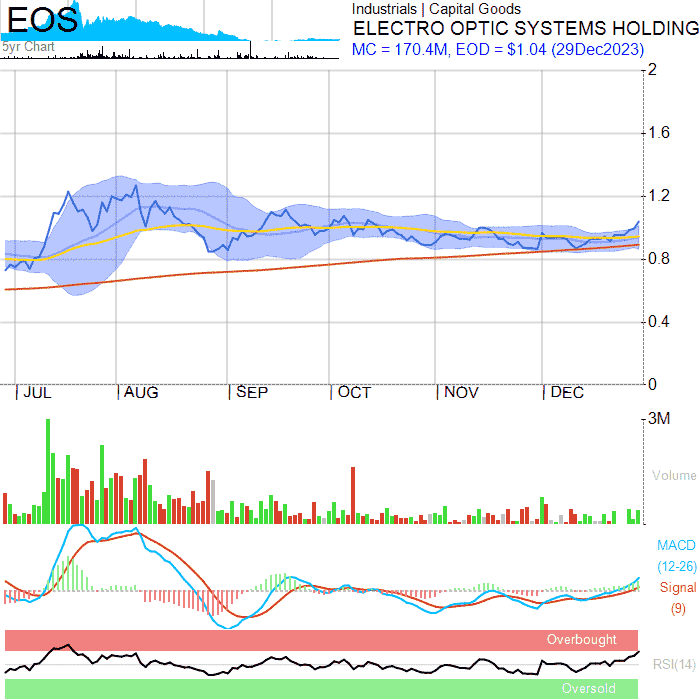 EOS
5yr Chart
Industrials | Capital Goods
ELECTRO OPTIC SYSTEMS HOLDING
MC = 170.4M, EOD = $1.04 (29Dec2023)
2
1.6
1.2
0.8
0.4
0
JUL AUG SEP OCT NOV DEC
3M
Volume
MACD
(12-26)
Signal
(9)
Overbought
RSI(14)
Oversold